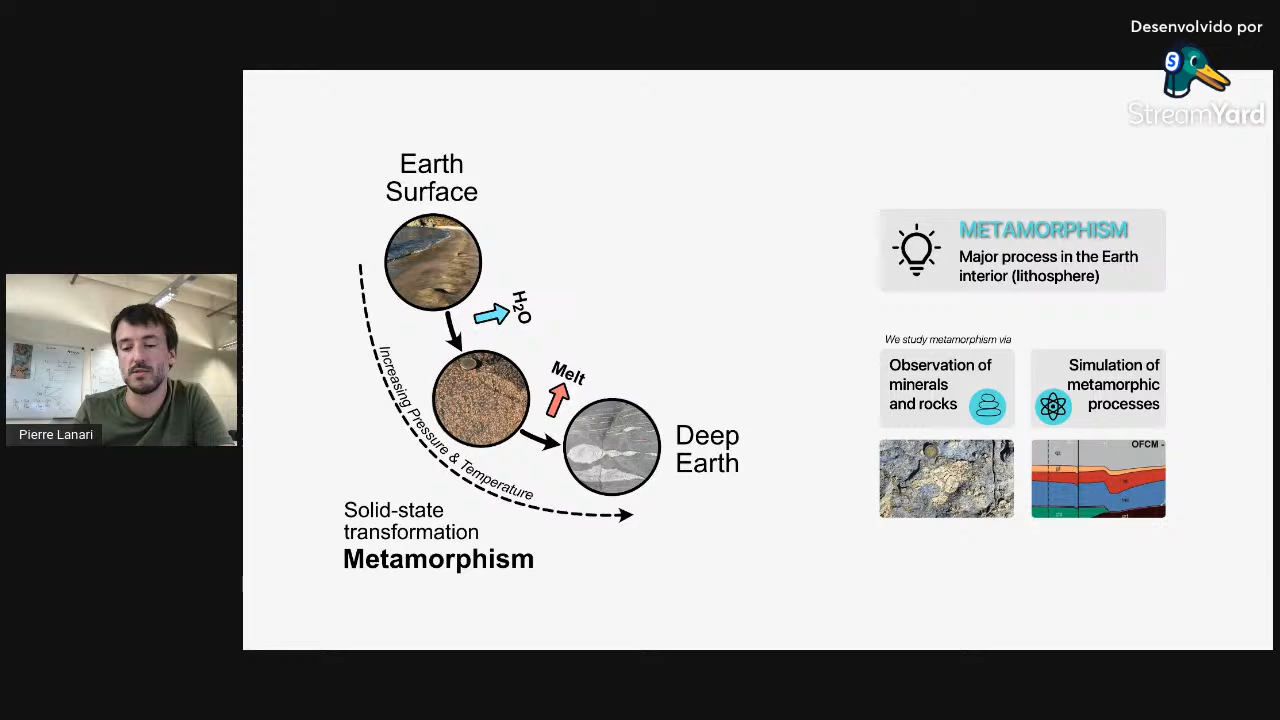 Desenvolvido por
S
StreamYard
Earth
Surface
H₂O
Melt
Increasing Pressure & Temperature
Deep
Earth
Solid-state
transformation
Metamorphism
METAMORPHISM
Major process in the Earth
interior (lithosphere)
We study metamorphism via
Observation of
minerals
and rocks
Simulation of
metamorphic
processes
OFCM -
Pierre Lanari